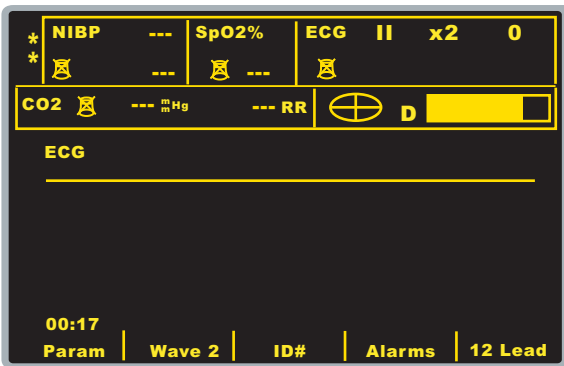 * NIBP --- SpO2% ECG II x2 0
* --- ---
CO2 --- mmHg --- RR D
ECG
00:17
Param Wave 2 ID# Alarms 12 Lead